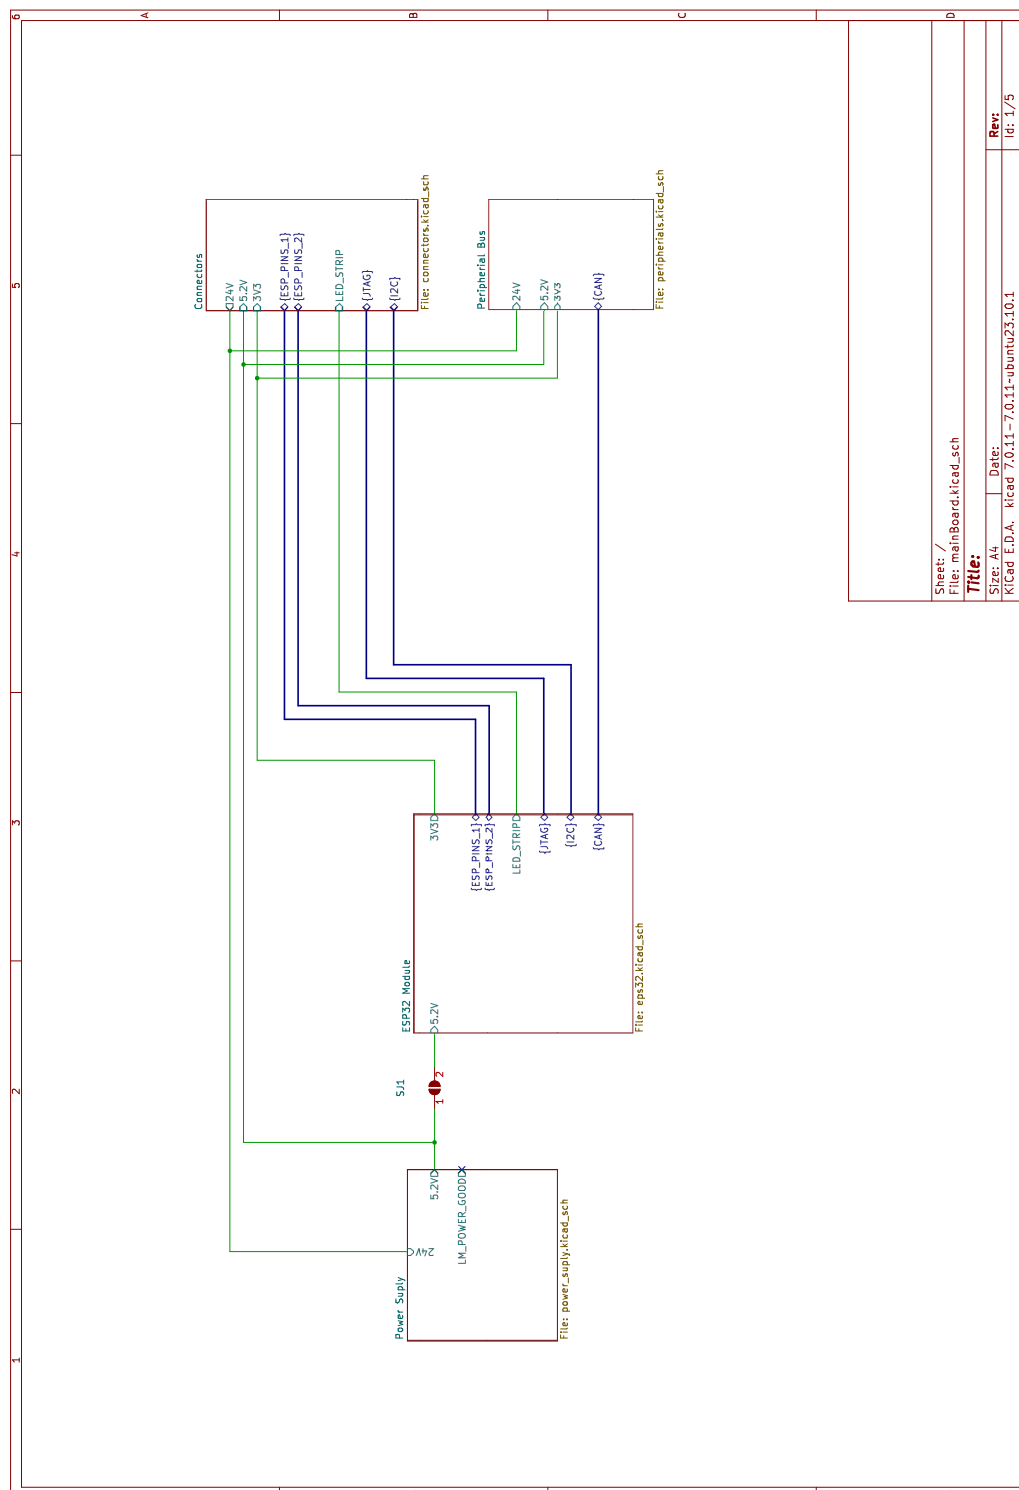 Power Suply
24V
5.2V
LM_POWER_GOOD
File: power_suply.kicad_sch
SJ1
1
2
ESP32 Module
5.2V
3V3
{ESP_PINS_1}
{ESP_PINS_2}
LED_STRIP
{JTAG}
{I2C}
{CAN}
File: eps32.kicad_sch
Connectors
24V
5.2V
3V3
{ESP_PINS_1}
{ESP_PINS_2}
LED_STRIP
{JTAG}
{I2C}
File: connectors.kicad_sch
Peripherial Bus
24V
5.2V
3V3
{CAN}
File: peripherials.kicad_sch
1
2
3
4
5
6
A
B
C
D
Sheet: /
File: mainBoard.kicad_sch
Title:
Size: A4 Date: Rev:
KiCad E.D.A. kicad 7.0.11-7.0.11~ubuntu23.10.1 Id: 1/5